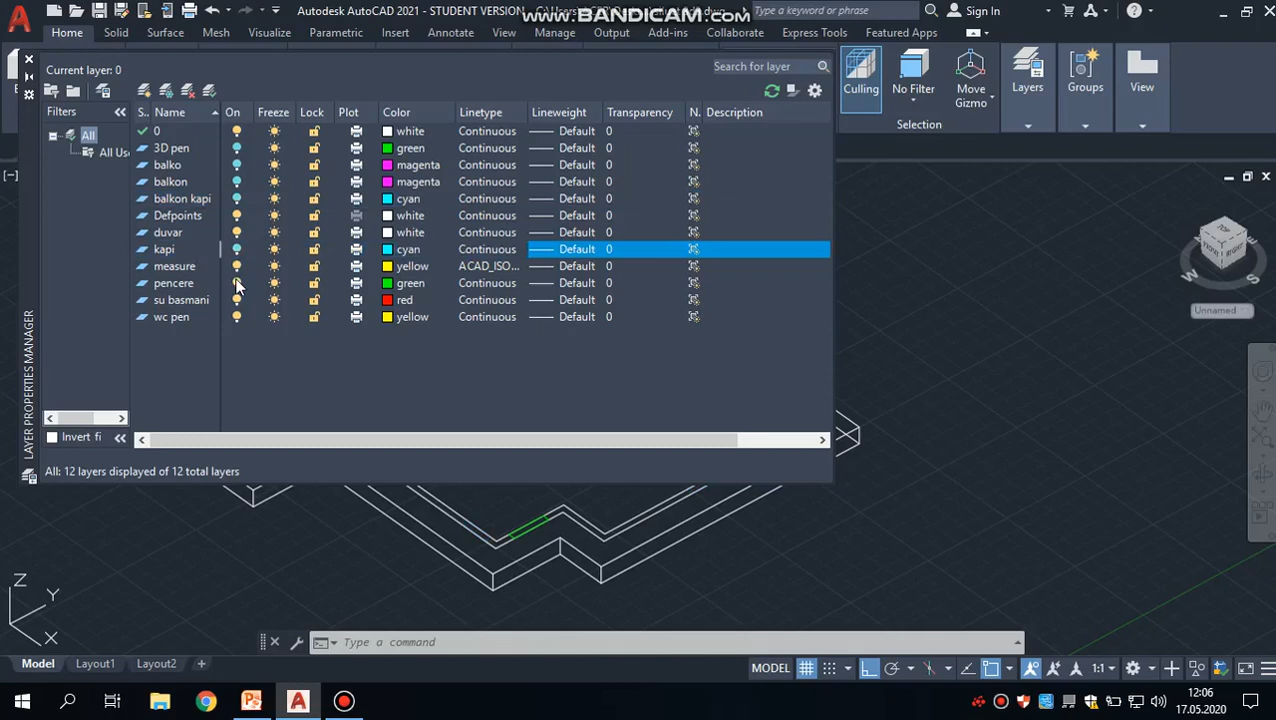 Autodesk AutoCAD 2021 - STUDENT VERSION
www.BANDICAM.com
Type a keyword or phrase
Sign In
Home Solid Surface Mesh Visualize Parametric Insert Annotate View Manage Output Add-ins Collaborate Express Tools Featured Apps
Current layer: 0
Search for layer
Culling No Filter Move Gizmo Layers Groups View
Selection
Filters
S.. Name On Freeze Lock Plot Color Linetype Lineweight Transparency N. Description
All
All Use
0 white Continuous Default 0
3D pen green Continuous Default 0
balko magenta Continuous Default 0
balkon magenta Continuous Default 0
balkon kapi cyan Continuous Default 0
Defpoints white Continuous Default 0
duvar white Continuous Default 0
kapi cyan Continuous Default 0
measure yellow ACAD_ISO... Continuous Default 0
pencere green Continuous Default 0
su basmani red Continuous Default 0
wc pen yellow Continuous Default 0
TOP
W S
Unnamed
LAYER PROPERTIES MANAGER
Invert fi
All: 12 layers displayed of 12 total layers
Z
Y
X
Type a command
Model Layout1 Layout2 +
MODEL 1:1
12:06
17.05.2020